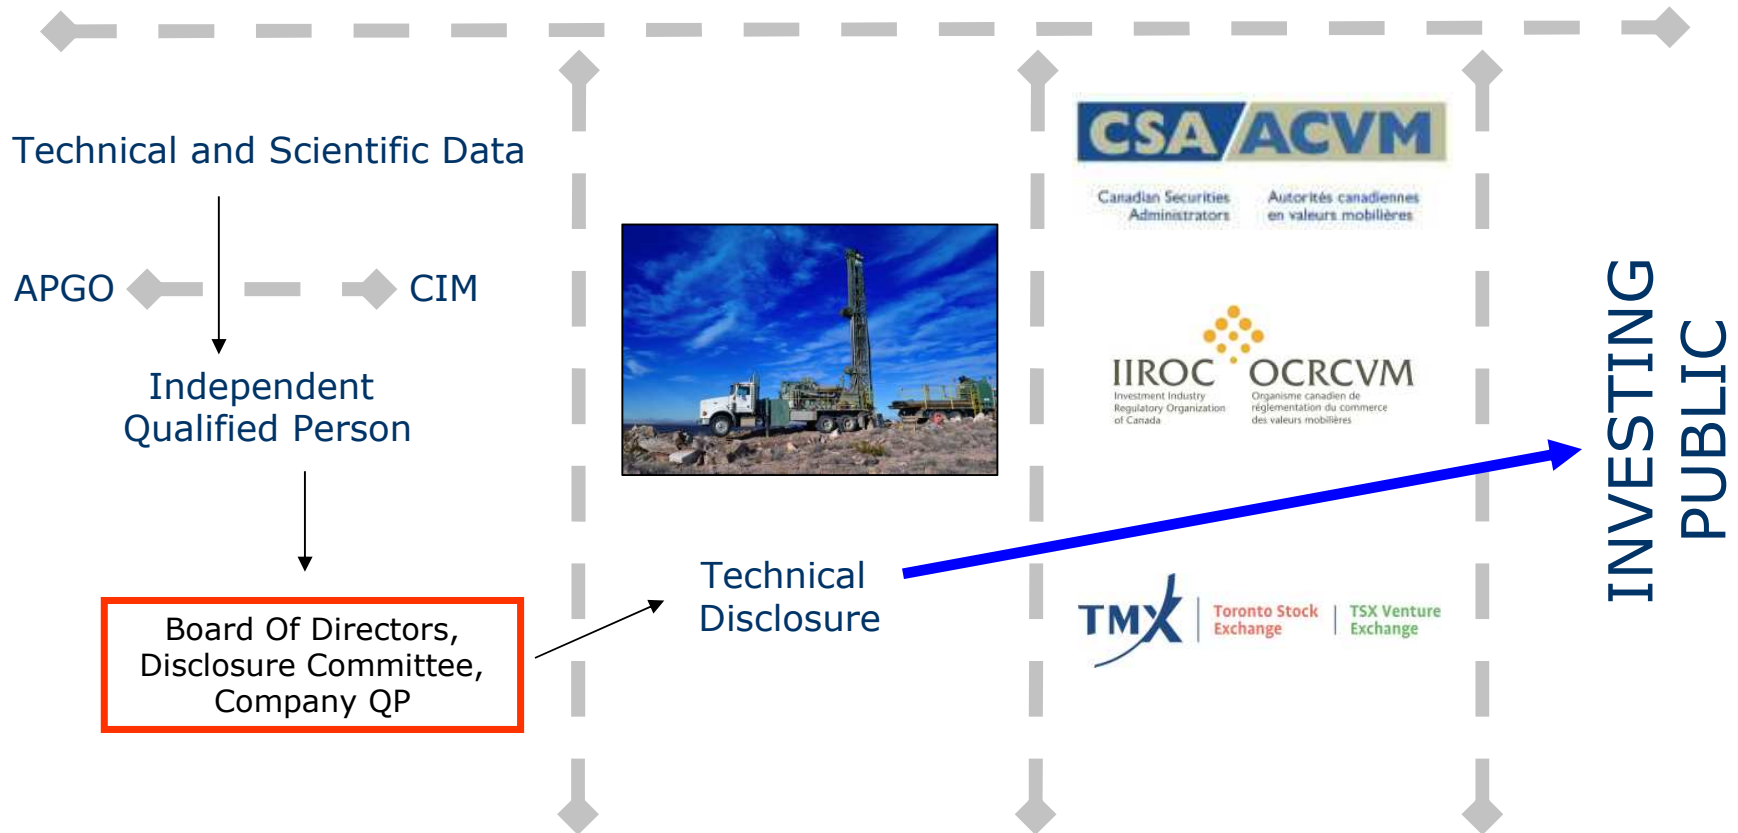 Technical and Scientific Data
APGO
CIM
Independent
Qualified Person
Board Of Directors,
Disclosure Committee,
Company QP
Technical
Disclosure
CSA/ACVM
Canadian Securities
Administrators
Autorités canadiennes
en valeurs mobilières
IIROC OCRCVM
Investment Industry
Regulatory Organization
of Canada
Organisme canadien de
réglementation du commerce
des valeurs mobilières
TMX
Toronto Stock
Exchange
TSX Venture
Exchange
INVESTING
PUBLIC